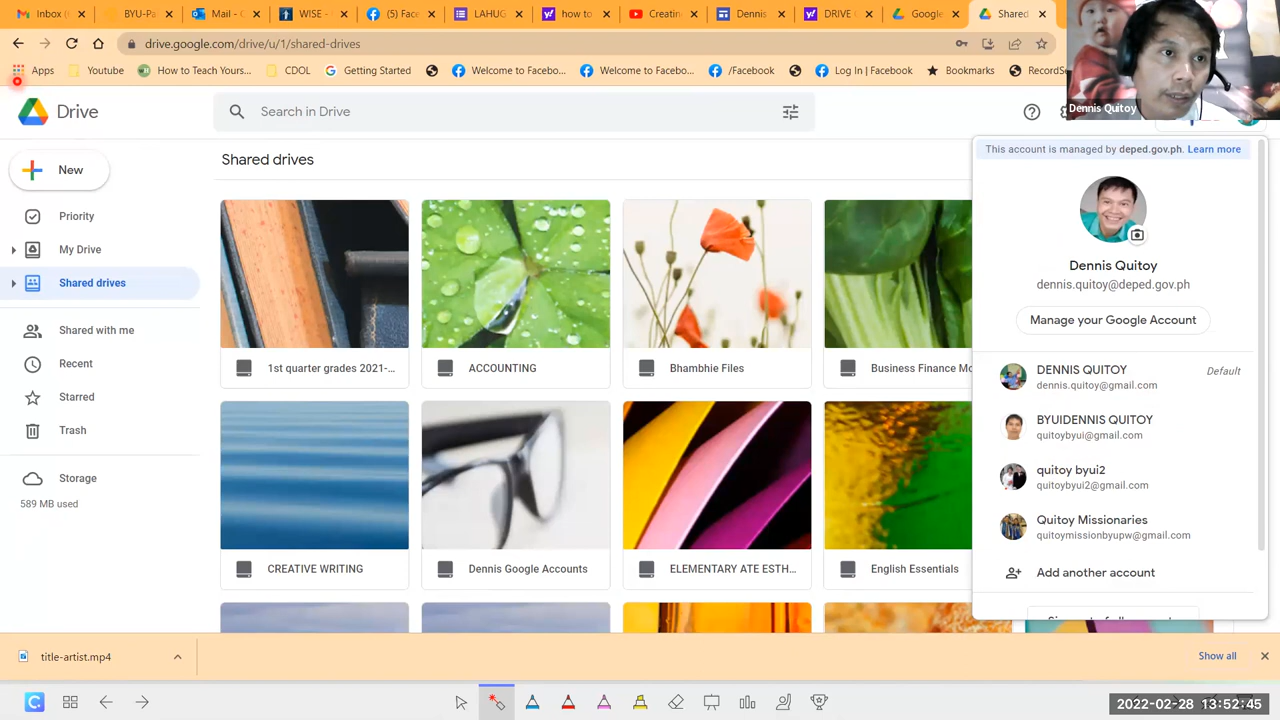 Inbox (
BYU-Pa
Mail -
WISE -
(5) Face
LAHUG
how to
Creatin
Dennis
DRIVE
Google
Shared
drive.google.com/drive/u/1/shared-drives
Apps
Youtube
How to Teach Yours...
CDOL
Getting Started
Welcome to Facebo...
Welcome to Facebo...
/Facebook
Log In | Facebook
Bookmarks
RecordS
Dennis Quitoy
Drive
Search in Drive
New
Priority
My Drive
Shared drives
Shared with me
Recent
Starred
Trash
Storage
589 MB used
Shared drives
1st quarter grades 2021-...
ACCOUNTING
Bhambhie Files
Business Finance Mo
CREATIVE WRITING
Dennis Google Accounts
ELEMENTARY ATE ESTH...
English Essentials
This account is managed by deped.gov.ph. Learn more
Dennis Quitoy
dennis.quitoy@deped.gov.ph
Manage your Google Account
DENNIS QUITOY
Default
dennis.quitoy@gmail.com
BYUIDENNIS QUITOY
quitoybyui@gmail.com
quitoy byui2
quitoybyui2@gmail.com
Quitoy Missionaries
quitoymissionbyupw@gmail.com
Add another account
title-artist.mp4
Show all
2022-02-28 13:52:45